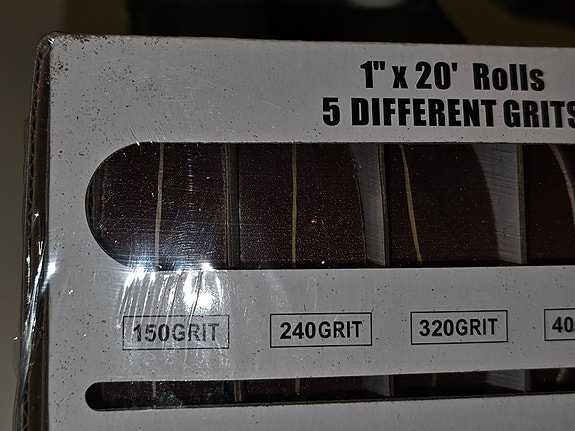 1" x 20' Rolls
5 DIFFERENT GRITS
150GRIT 240GRIT 320GRIT